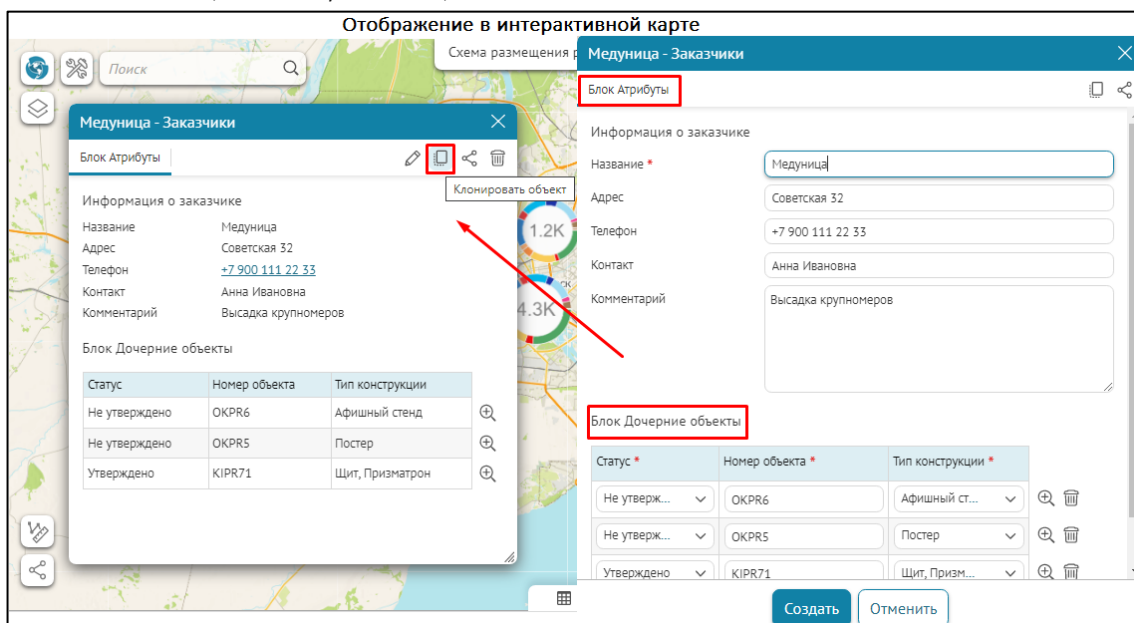 Отображение в интерактивной карте
Поиск
Схема размещения р
Медуница - Заказчики
Блок Атрибуты
Клонировать объект
Информация о заказчике
Название Медуница
Адрес Советская 32
Телефон +7 900 111 22 33
Контакт Анна Ивановна
Комментарий Высадка крупномеров
Блок Дочерние объекты
Статус Номер объекта Тип конструкции
Не утверждено OKPR6 Афишный стенд
Не утверждено OKPR5 Постер
Утверждено KIPR71 Щит, Призматрон
1.2K
4.3K
Медуница - Заказчики
Блок Атрибуты
Информация о заказчике
Название * Медуница
Адрес Советская 32
Телефон +7 900 111 22 33
Контакт Анна Ивановна
Комментарий Высадка крупномеров
Блок Дочерние объекты
Статус * Номер объекта * Тип конструкции *
Не утверж... OKPR6 Афишный ст...
Не утверж... OKPR5 Постер
Утверждено KIPR71 Щит, Призм...
Создать Отменить